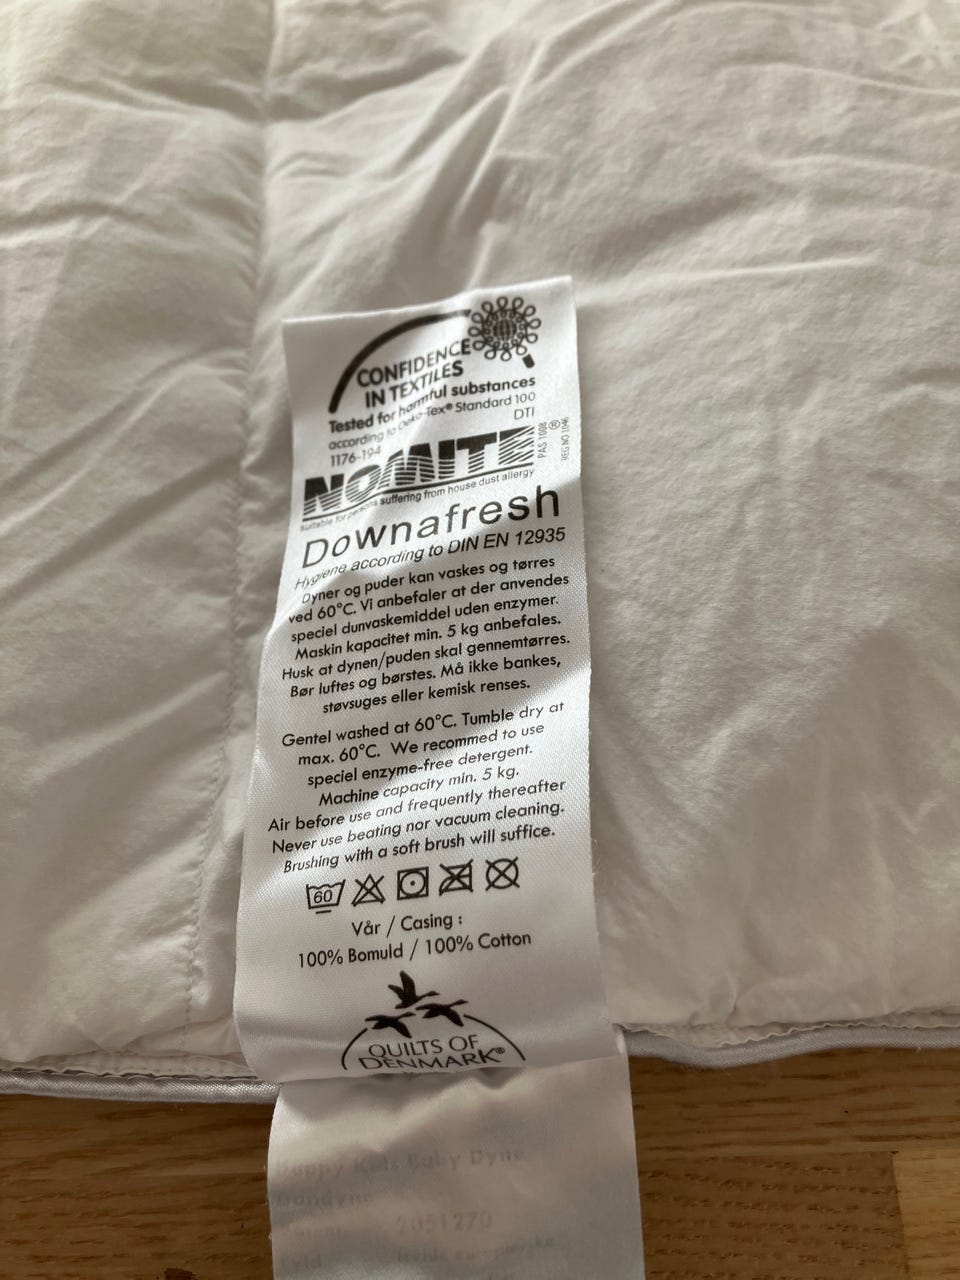 CONFIDENCE
IN TEXTILES
Tested for harmful substances
according to Oeko-Tex® Standard 100
1176-194 DTI
NOMITE ®
PAS 1008
REG NO 1046
suitable for persons suffering from house dust allergy
Downafresh
Hygiene according to DIN EN 12935
Dyner og puder kan vaskes og tørres
ved 60°C. Vi anbefaler at der anvendes
speciel dunvaskemiddel uden enzymer.
Maskin kapacitet min. 5 kg anbefales.
Husk at dynen/puden skal gennemtørres.
Bør luftes og børstes. Må ikke bankes,
støvsuges eller kemisk renses.
Gentel washed at 60°C. Tumble dry at
max. 60°C. We recommed to use
speciel enzyme-free detergent.
Machine capacity min. 5 kg.
Air before use and frequently thereafter
Never use beating nor vacuum cleaning.
Brushing with a soft brush will suffice.
60
Vår / Casing :
100% Bomuld / 100% Cotton
QUILTS OF
DENMARK®
Happy Kids Baby Dyne
Dundyne
2051270